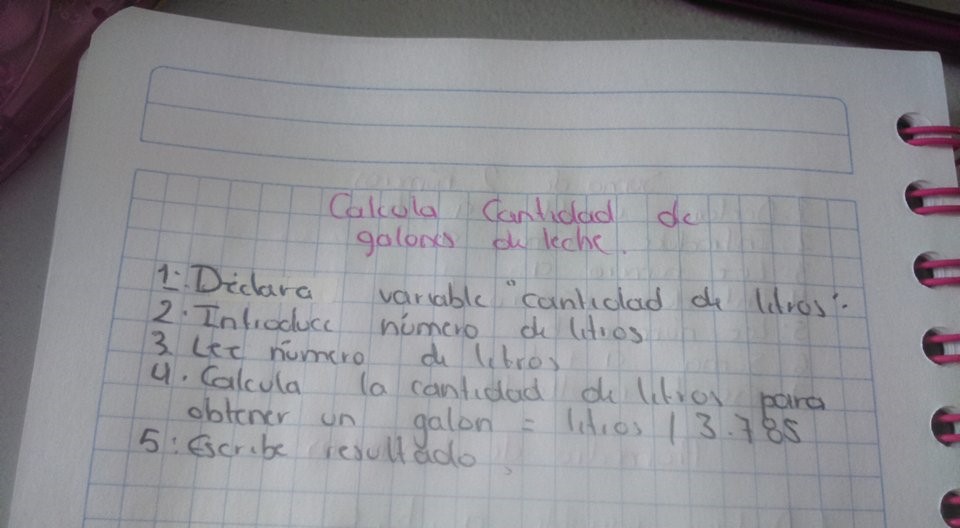 Calcula Cantidad de
galones de leche.
1. Declara variable "cantidad de litros".
2. Introduce número de litros
3. Lee número de litros
4. Calcula la cantidad de litros para
obtener un galon = litros / 3.785
5. Escribe resultado.